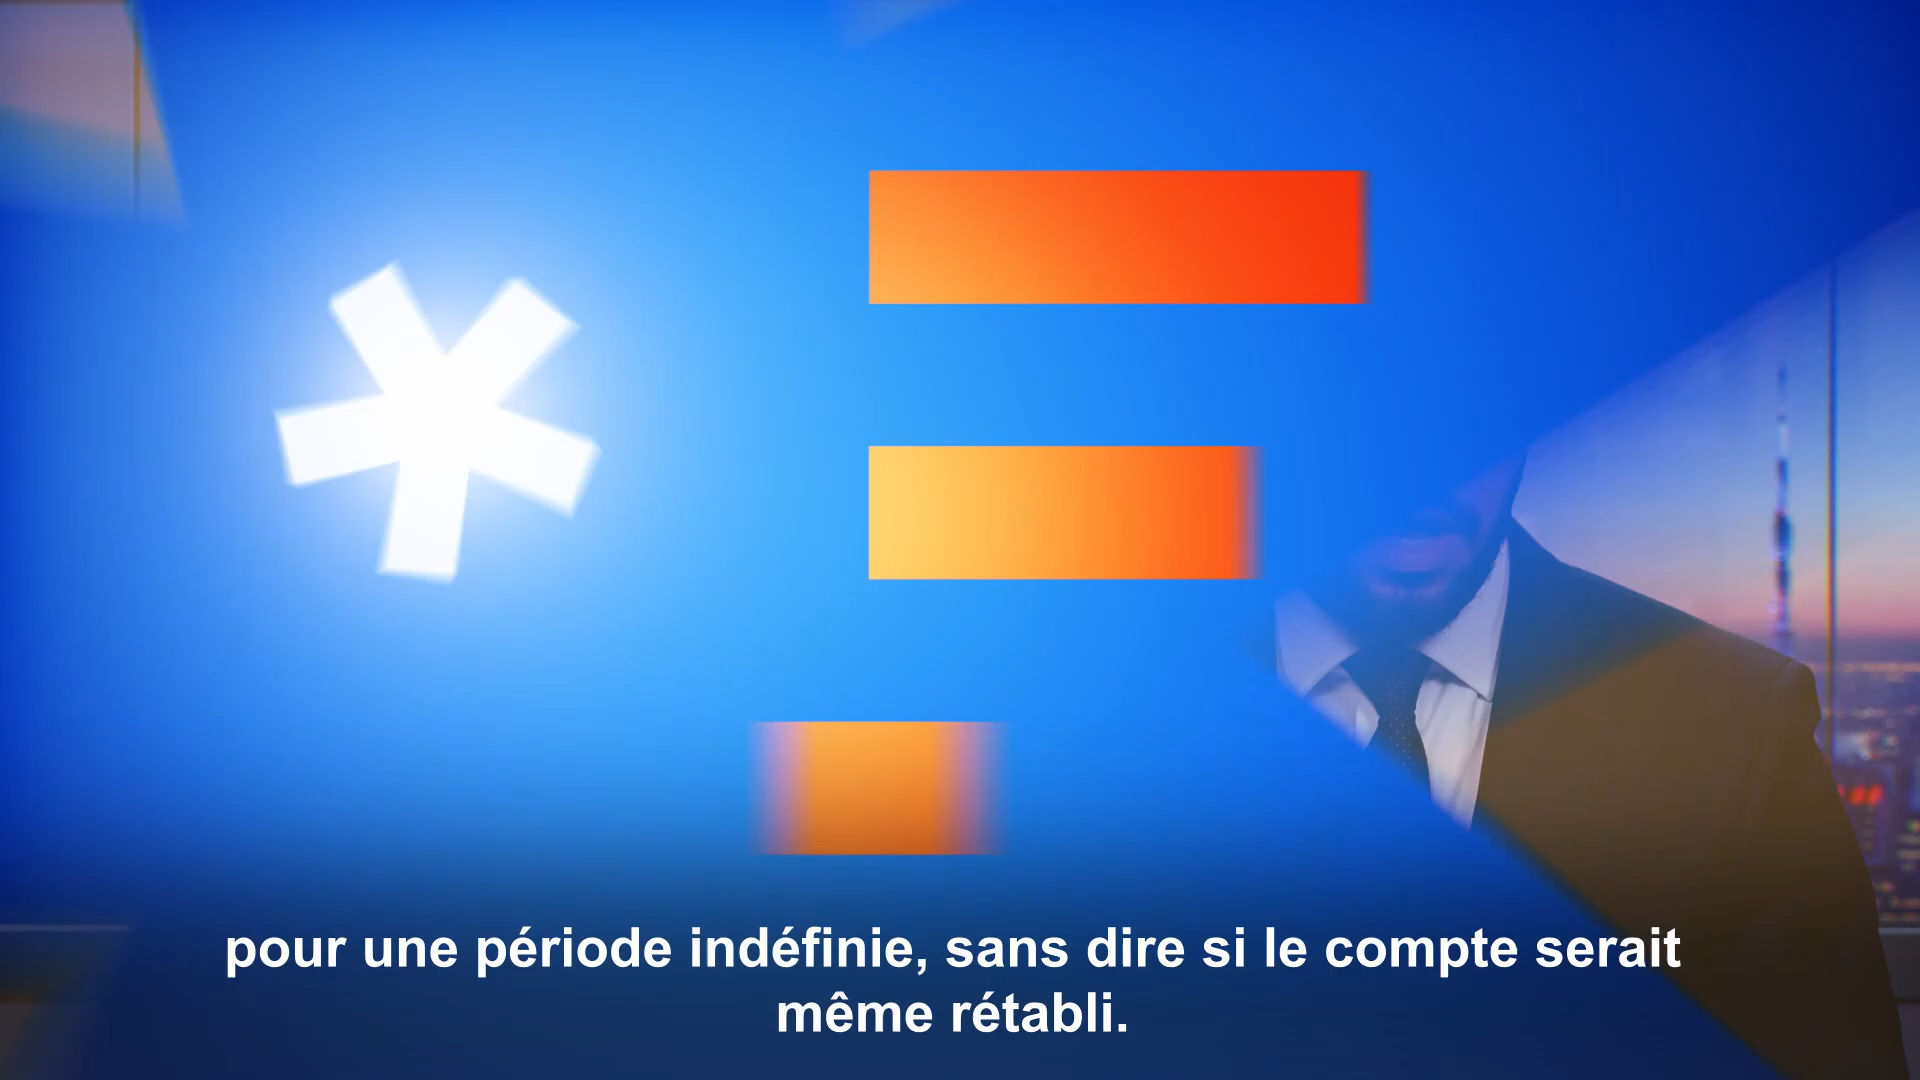 pour une période indéfinie, sans dire si le compte serait
même rétabli.